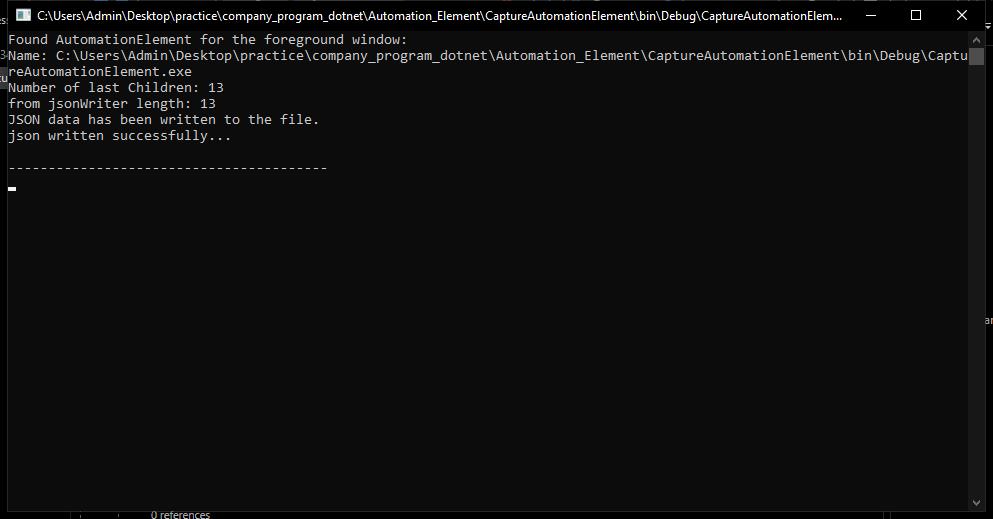 C:\Users\Admin\Desktop\practice\company_program_dotnet\Automation_Element\CaptureAutomationElement\bin\Debug\CaptureAutomationElem...
Found AutomationElement for the foreground window:
Name: C:\Users\Admin\Desktop\practice\company_program_dotnet\Automation_Element\CaptureAutomationElement\bin\Debug\Captu
reAutomationElement.exe
Number of last Children: 13
from jsonWriter length: 13
JSON data has been written to the file.
json written successfully...
----------------------------------------
0 references